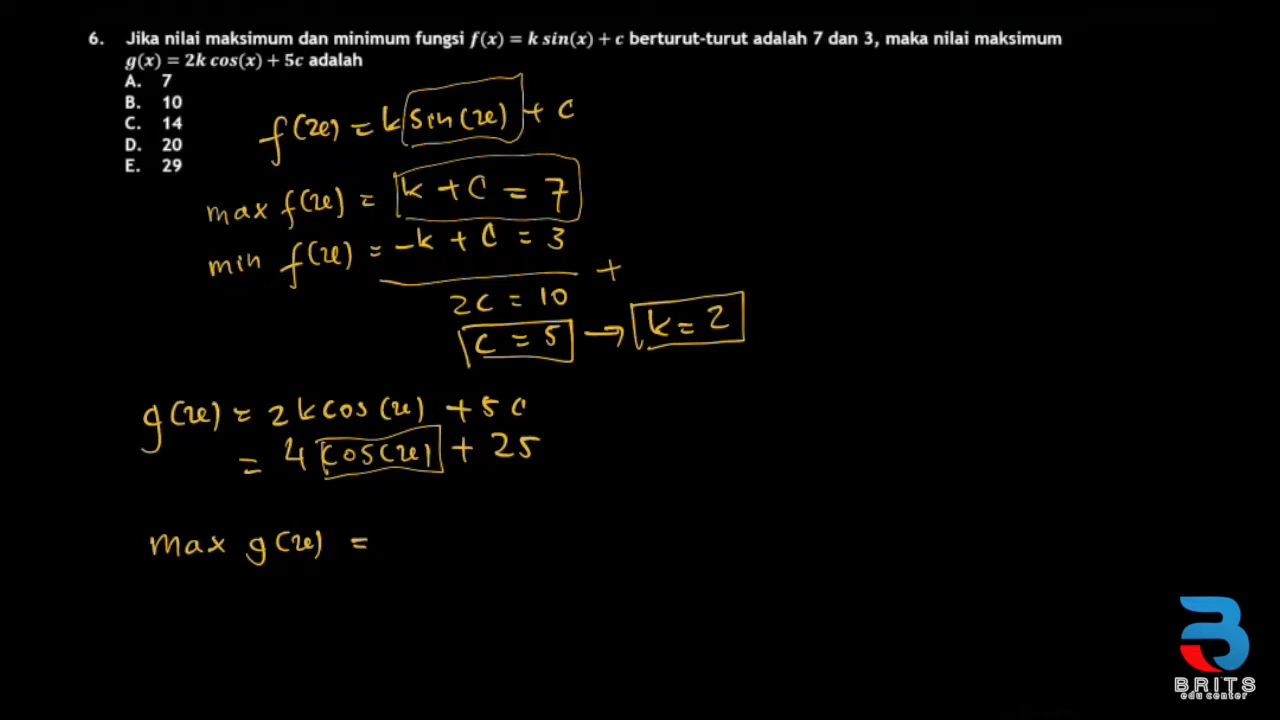 6. Jika nilai maksimum dan minimum fungsi f(x) = k sin(x) + c berturut-turut adalah 7 dan 3, maka nilai maksimum
g(x) = 2k cos(x) + 5c adalah
A. 7
B. 10
C. 14
D. 20
E. 29
f(x) = k sin(x) + c
max f(x) = k + c = 7
min f(x) = -k + c = 3
+
2c = 10
c = 5 → k = 2
g(x) = 2k cos(x) + 5c
= 4 cos(x) + 25
max g(x) =
BRITS
edu center